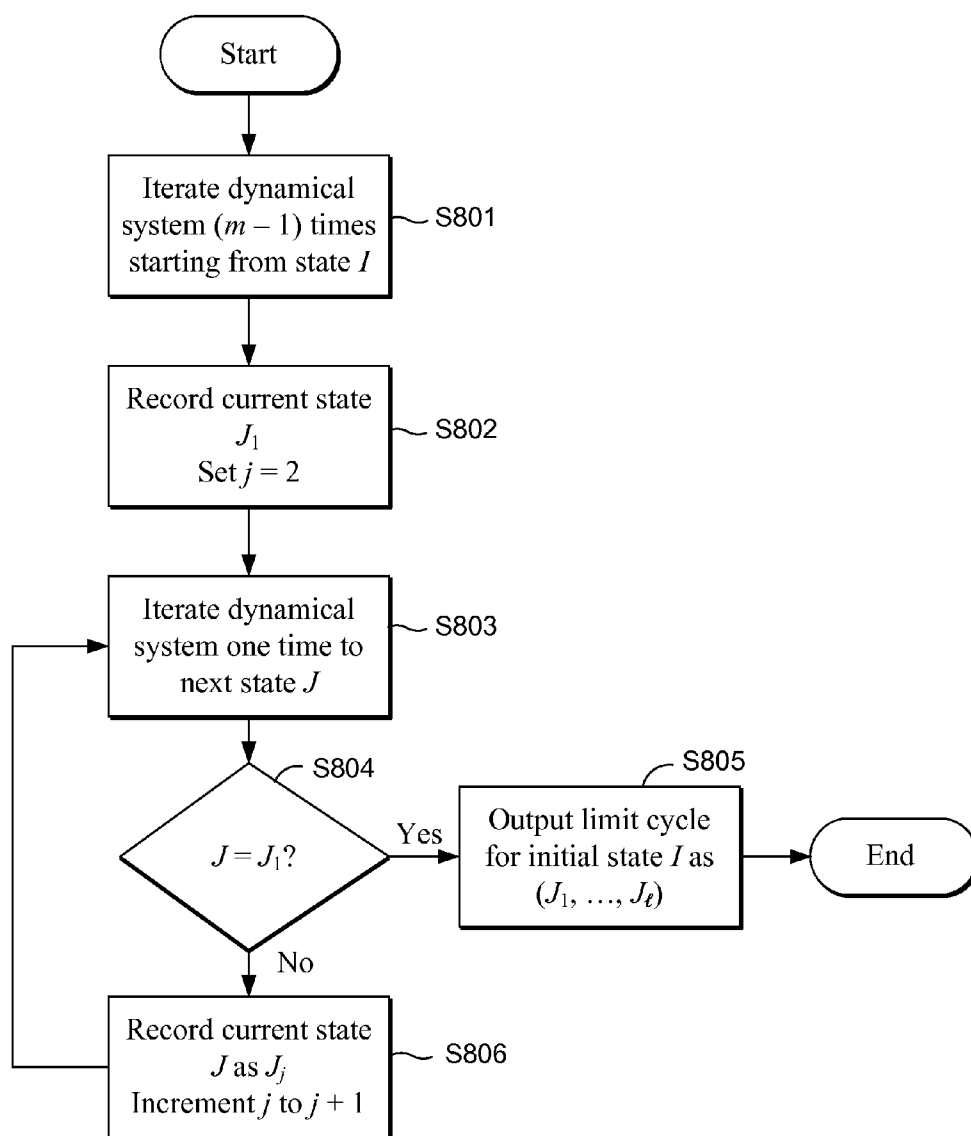 Start
Iterate dynamical
system (m – 1) times
starting from state I
S801
Record current state
J₁
Set j = 2
S802
Iterate dynamical
system one time to
next state J
S803
S804
J = J₁?
Yes
S805
Output limit cycle
for initial state I as
(J₁, …, Jℓ)
End
No
Record current state
J as Jⱼ
Increment j to j + 1
S806